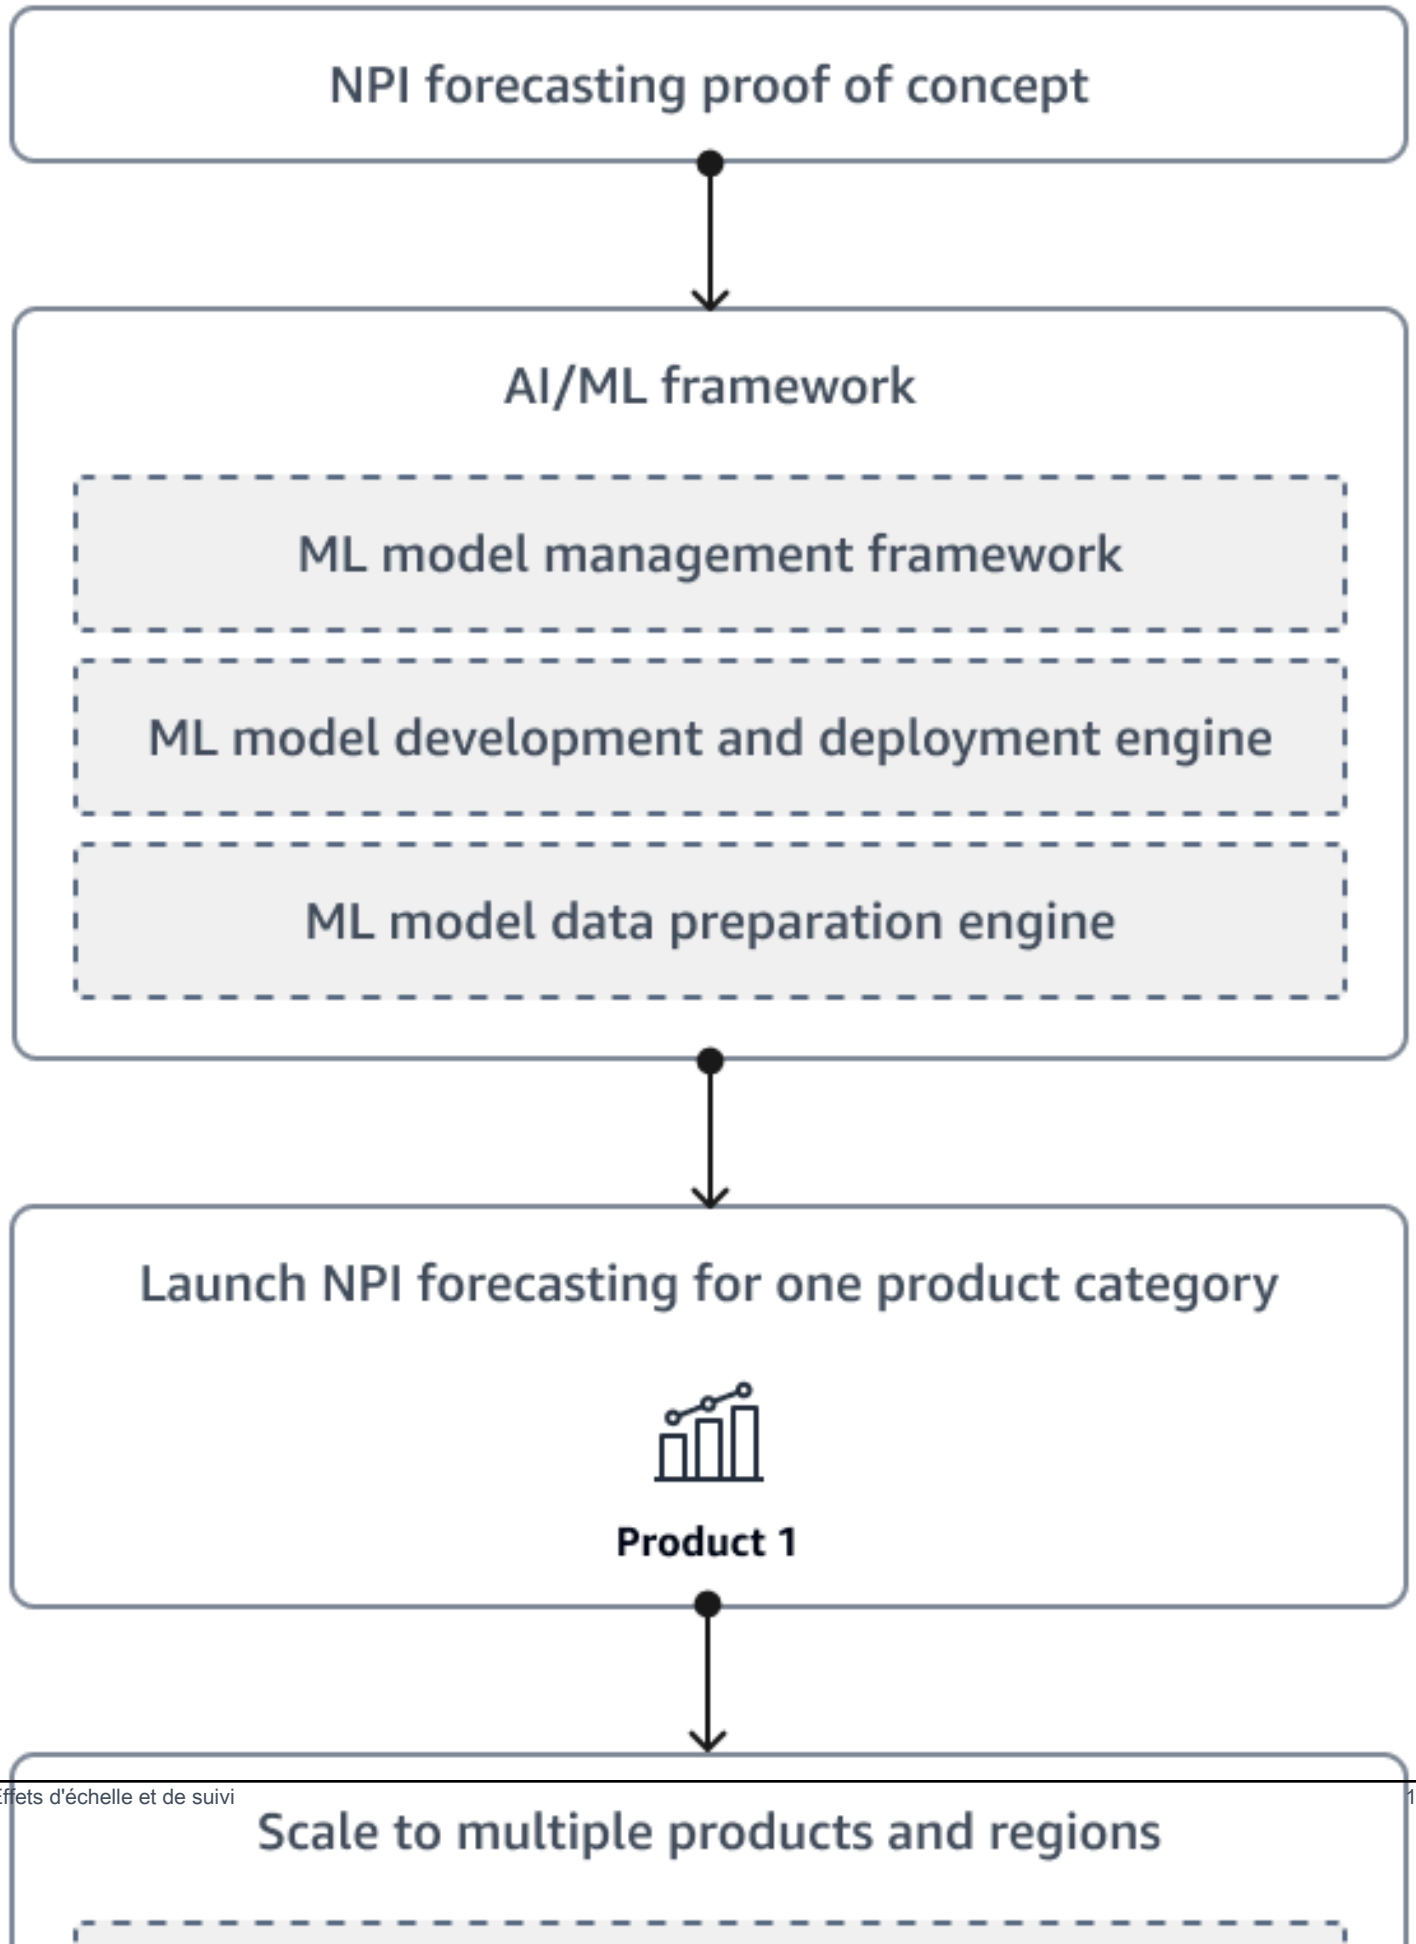 NPI forecasting proof of concept
AI/ML framework
ML model management framework
ML model development and deployment engine
ML model data preparation engine
Launch NPI forecasting for one product category
Product 1
Effets d'échelle et de suivi 1
Scale to multiple products and regions